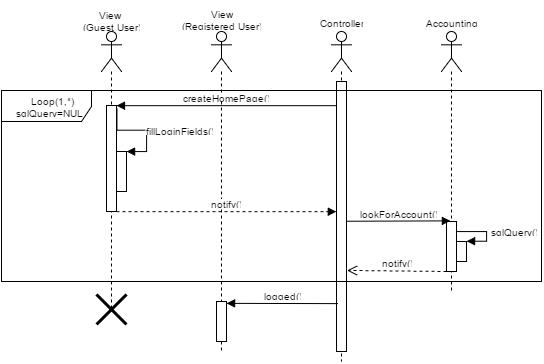 View
(Guest User)
View
(Registered User)
Controller
Accounting
Loop(1,*)
sqlQuery=NULL
createHomePage()
fillLoginFields()
notify()
lookForAccount()
sqlQuery()
notify()
logged()